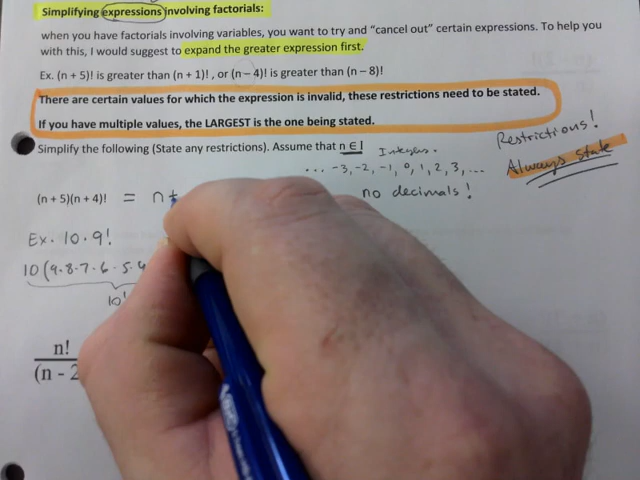 Simplifying expressions involving factorials:
when you have factorials involving variables, you want to try and “cancel out” certain expressions. To help you
with this, I would suggest to expand the greater expression first.
Ex. (n + 5)! is greater than (n + 1)! , or (n – 4)! is greater than (n – 8)!
There are certain values for which the expression is invalid, these restrictions need to be stated.
If you have multiple values, the LARGEST is the one being stated.
Restrictions!
Always state
Simplify the following (State any restrictions). Assume that n ∈ I Integers.
... -3, -2, -1, 0, 1, 2, 3, ...
no decimals!
(n + 5)(n + 4)! = n+
Ex. 10 · 9!
10 (9·8·7·6·5·4
10!
n!
(n - 2